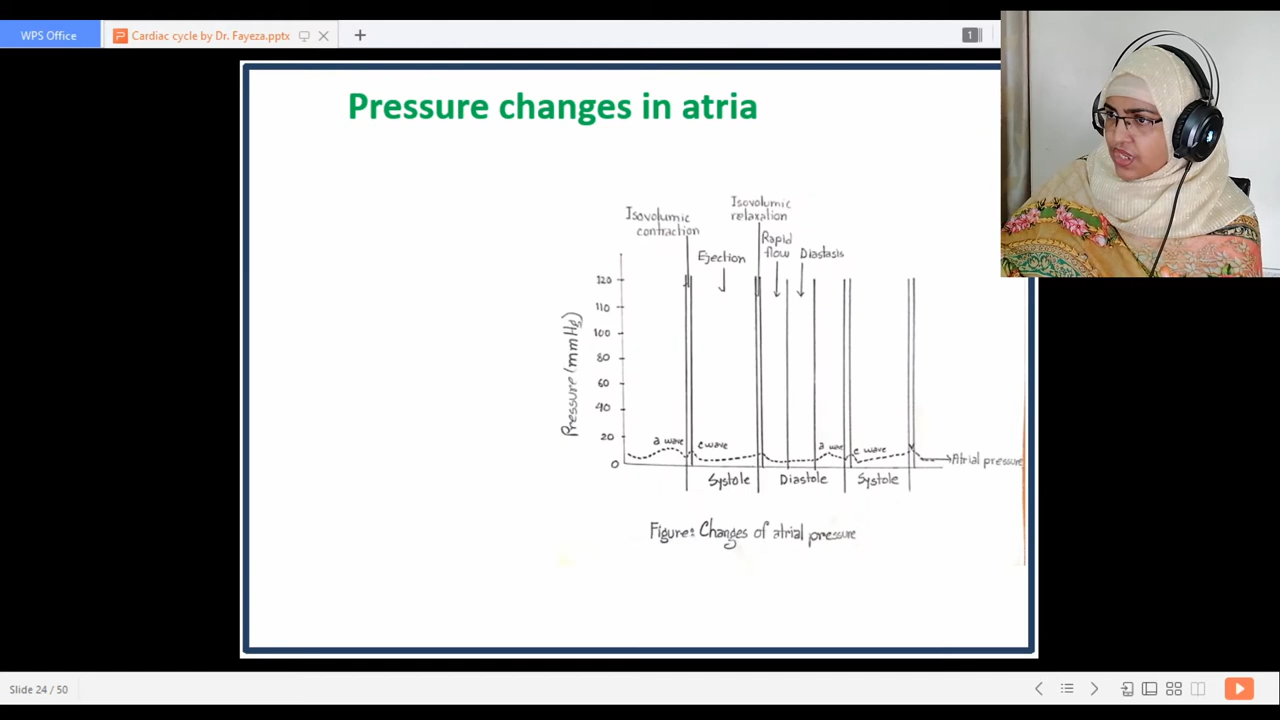 WPS Office
Cardiac cycle by Dr. Fayeza.pptx
1
Pressure changes in atria
Isovolumic
contraction
Isovolumic
relaxation
Ejection
Rapid
flow
Diastasis
Pressure (mmHg)
120
110
100
80
60
40
20
0
a wave
c wave
a wave
c wave
v
Atrial pressure
Systole
Diastole
Systole
Figure: Changes of atrial pressure
Slide 24 / 50